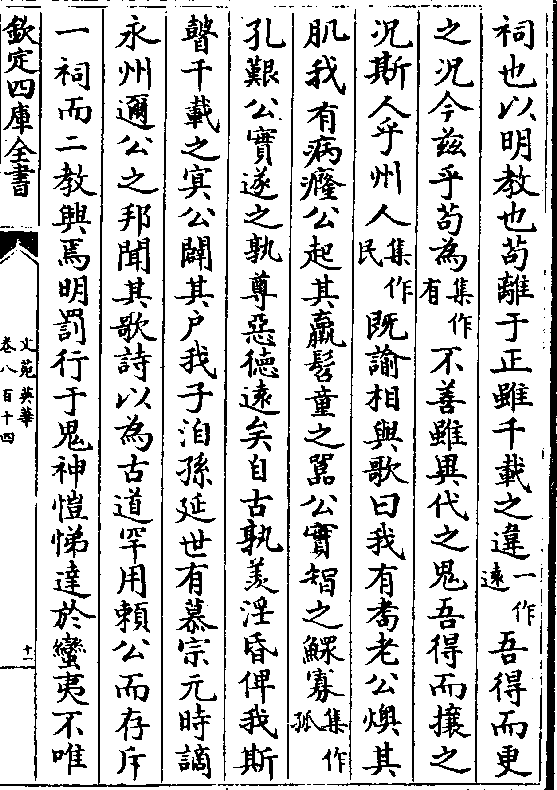 祠也以明教也苟離于正雖千載之違一作遠吾得而更
之况今兹乎苟為集作有不善雖異代之鬼吾得而攘之
况斯人乎州人集作民既諭相與歌曰我有耉老公燠其
肌我有病癃公起其羸髫童之嚚公實智之鰥寡集作孤
孔艱公實遂之孰尊惡德遠矣自古孰羡淫昏俾我斯
瞽千載之冥公闢其户我子洎孫延世有慕宗元時謫
永州邇公之邦聞其歌詩以為古道罕用賴公而存斥
一祠而二教興焉明罰行于鬼神愷悌達於蠻夷不唯
欽定四庫全書
文苑英華
卷八百十四
十二